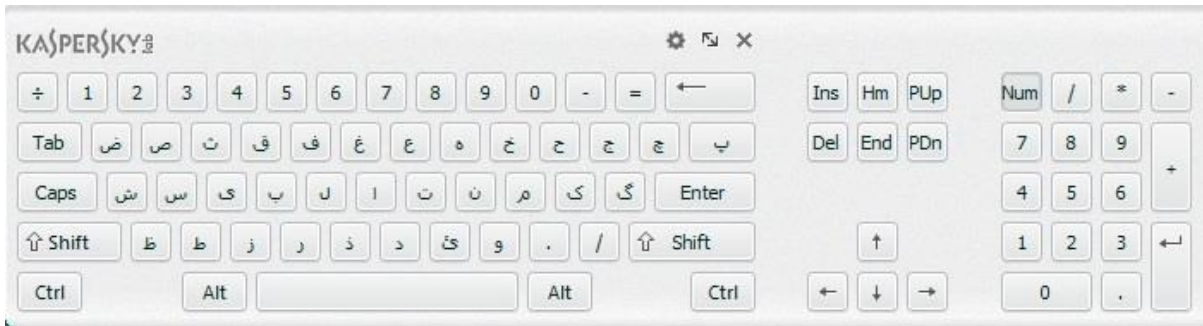 KASPERSKY lab
÷ 1 2 3 4 5 6 7 8 9 0 - = ← Ins Hm PUp Num / * -
Tab ض ص ث ق ف غ ع ه خ ح ج چ پ Del End PDn 7 8 9 +
Caps ش س ی ب ل ا ت ن م ک گ Enter 4 5 6
⇧ Shift ظ ط ز ر ذ د ئ و . / ⇧ Shift ↑ 1 2 3 ↵
Ctrl Alt Alt Ctrl ← ↓ → 0 .